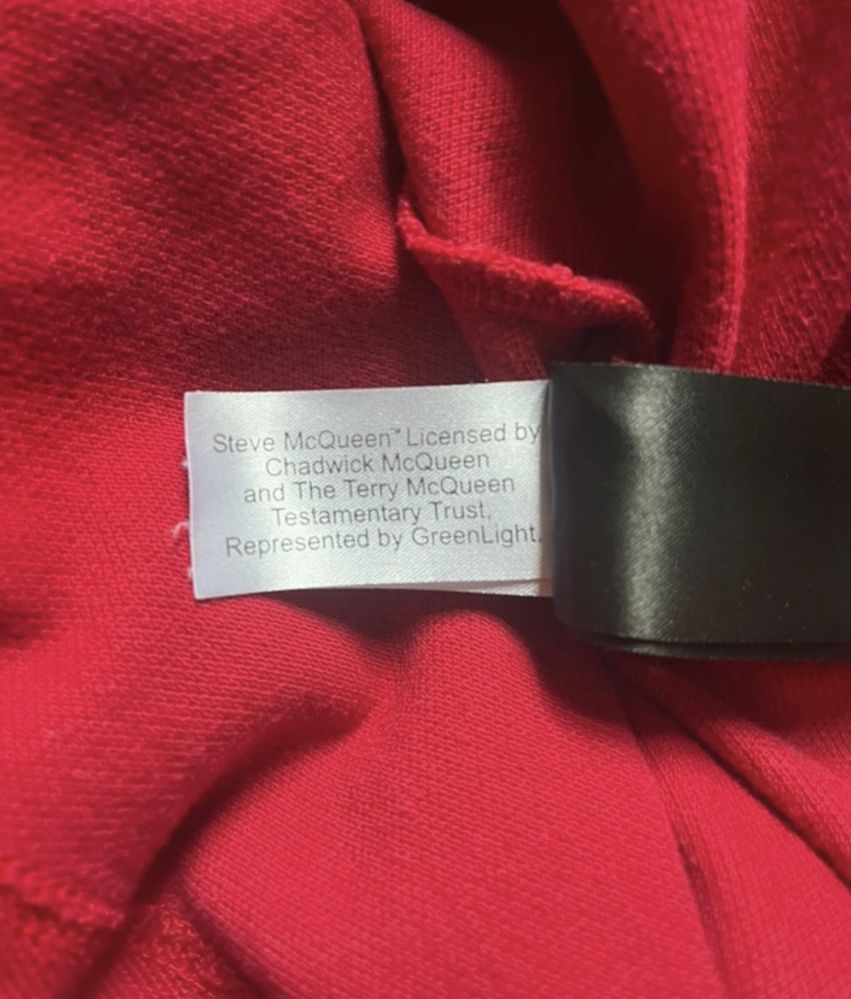 Steve McQueen™ Licensed by
Chadwick McQueen
and The Terry McQueen
Testamentary Trust,
Represented by GreenLight.